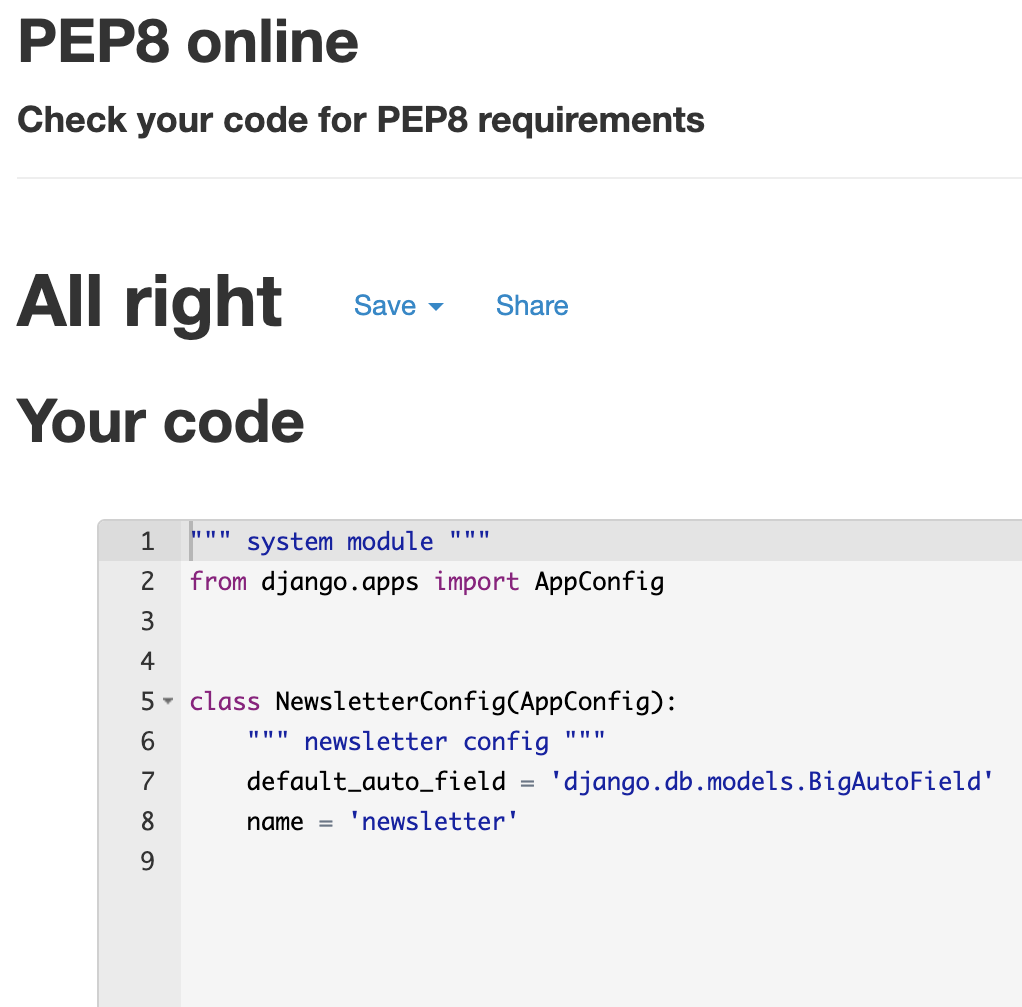 PEP8 online
Check your code for PEP8 requirements
All right Save Share
Your code
1 """ system module """
2 from django.apps import AppConfig
3
4
5 class NewsletterConfig(AppConfig):
6     """ newsletter config """
7     default_auto_field = 'django.db.models.BigAutoField'
8     name = 'newsletter'
9